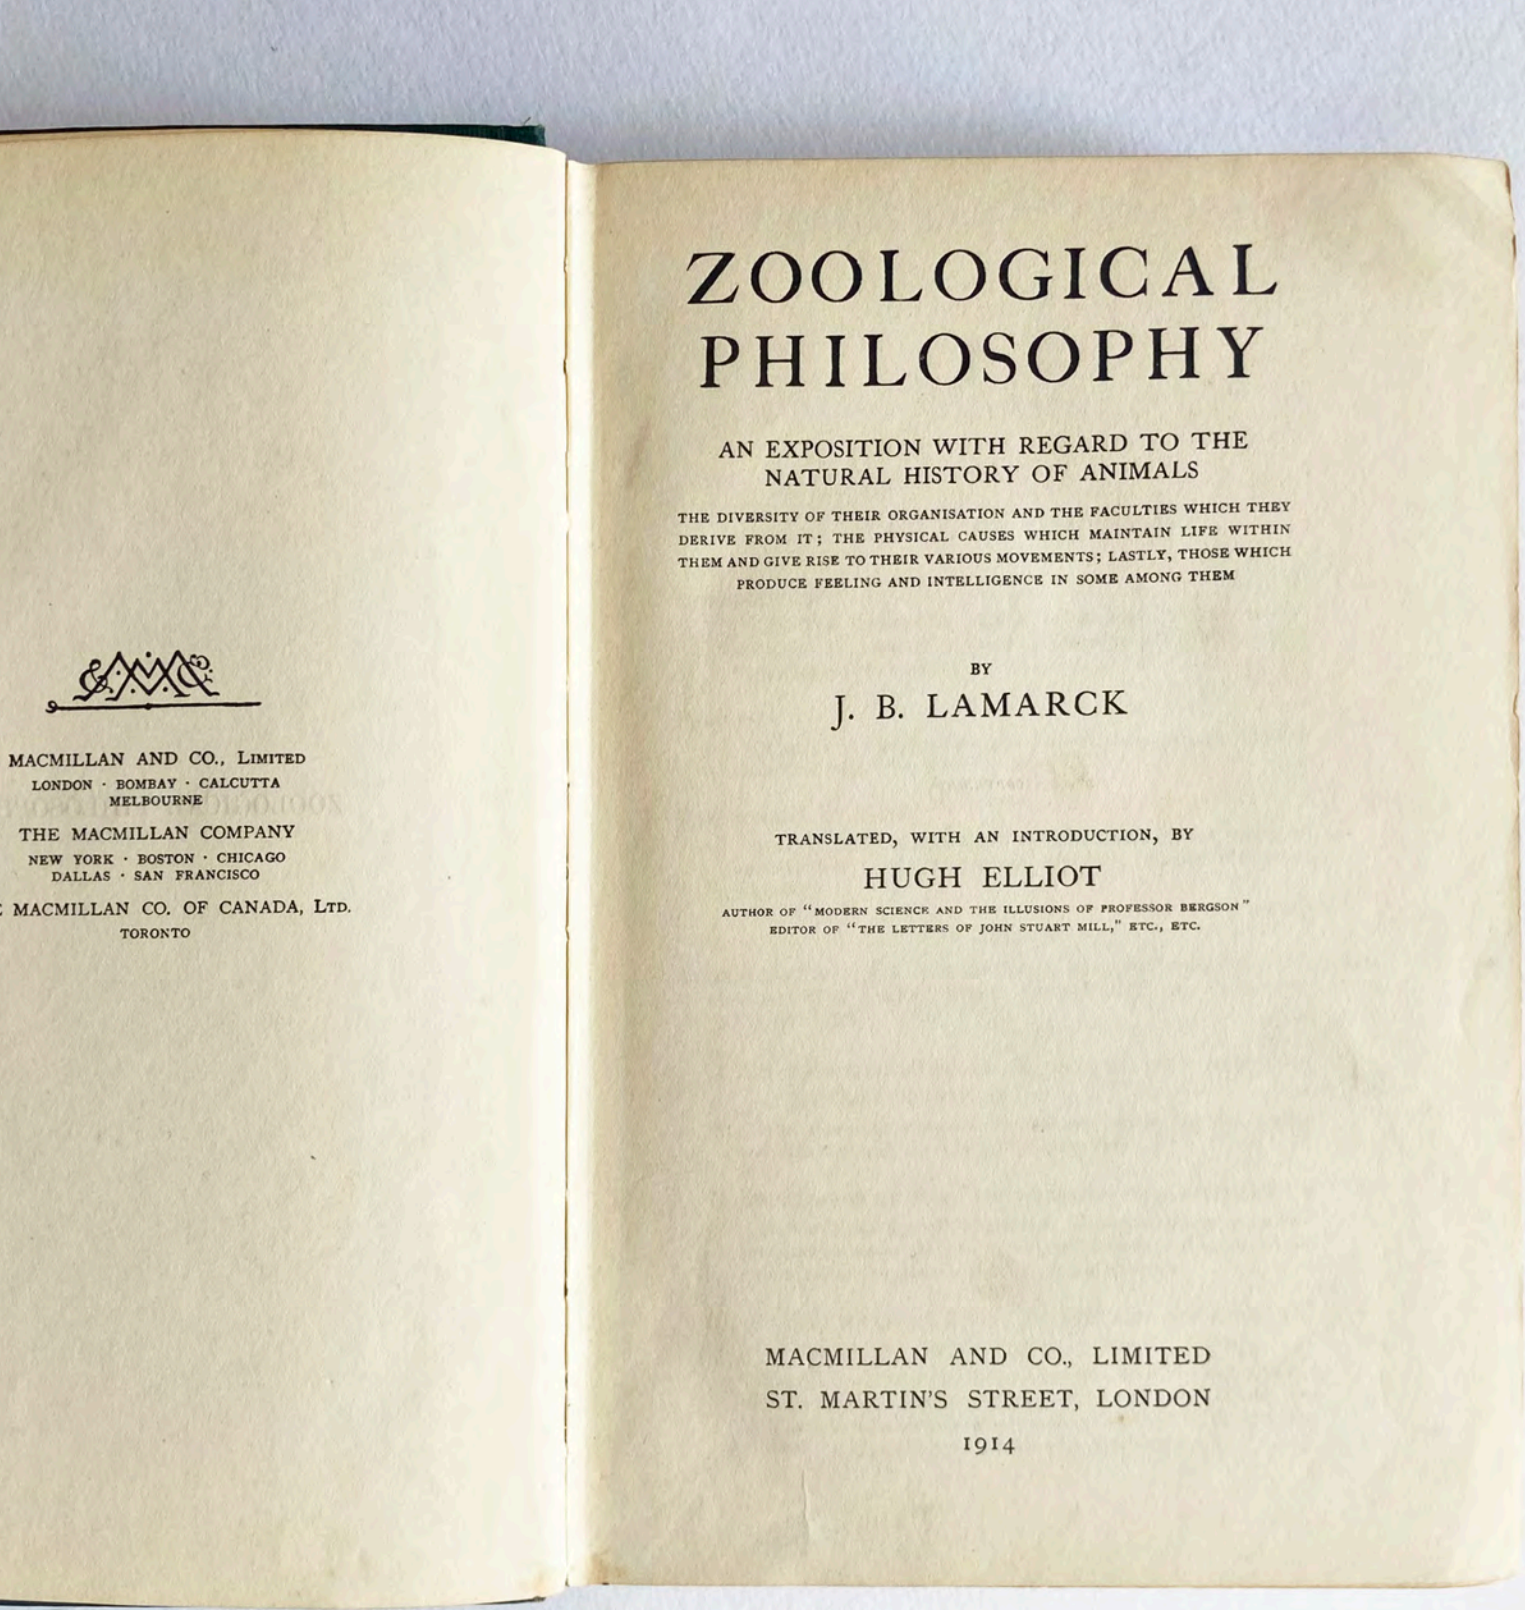 MACMILLAN AND CO., LIMITED
LONDON · BOMBAY · CALCUTTA
MELBOURNE
THE MACMILLAN COMPANY
NEW YORK · BOSTON · CHICAGO
DALLAS · SAN FRANCISCO
MACMILLAN CO. OF CANADA, LTD.
TORONTO
ZOOLOGICAL
PHILOSOPHY
AN EXPOSITION WITH REGARD TO THE
NATURAL HISTORY OF ANIMALS
THE DIVERSITY OF THEIR ORGANISATION AND THE FACULTIES WHICH THEY
DERIVE FROM IT; THE PHYSICAL CAUSES WHICH MAINTAIN LIFE WITHIN
THEM AND GIVE RISE TO THEIR VARIOUS MOVEMENTS; LASTLY, THOSE WHICH
PRODUCE FEELING AND INTELLIGENCE IN SOME AMONG THEM
BY
J. B. LAMARCK
TRANSLATED, WITH AN INTRODUCTION, BY
HUGH ELLIOT
AUTHOR OF "MODERN SCIENCE AND THE ILLUSIONS OF PROFESSOR BERGSON"
EDITOR OF "THE LETTERS OF JOHN STUART MILL," ETC., ETC.
MACMILLAN AND CO., LIMITED
ST. MARTIN'S STREET, LONDON
1914